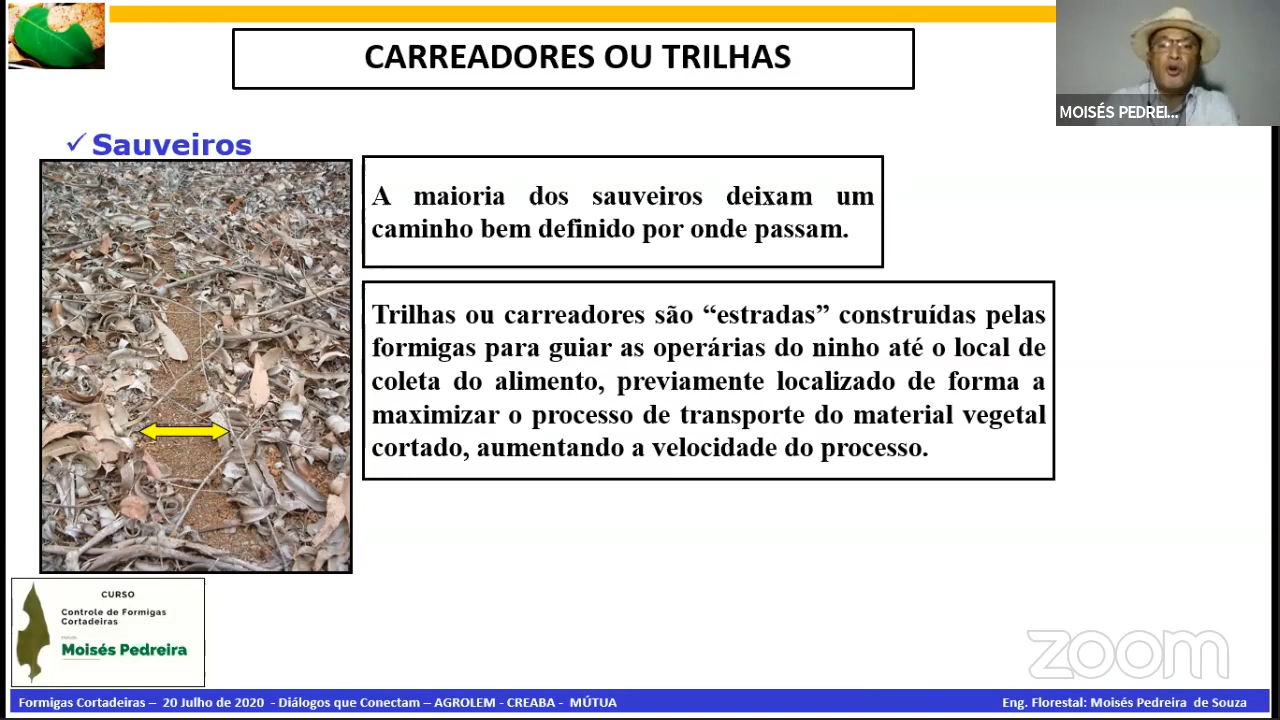 CARREADORES OU TRILHAS
MOISÉS PEDREI...
✓ Sauveiros
A maioria dos sauveiros deixam um
caminho bem definido por onde passam.
Trilhas ou carreadores são “estradas” construídas pelas
formigas para guiar as operárias do ninho até o local de
coleta do alimento, previamente localizado de forma a
maximizar o processo de transporte do material vegetal
cortado, aumentando a velocidade do processo.
CURSO
Controle de Formigas
Cortadeiras
Moisés Pedreira
zoom
Formigas Cortadeiras – 20 Julho de 2020 - Diálogos que Conectam – AGROLEM - CREABA - MÚTUA
Eng. Florestal: Moisés Pedreira de Souza